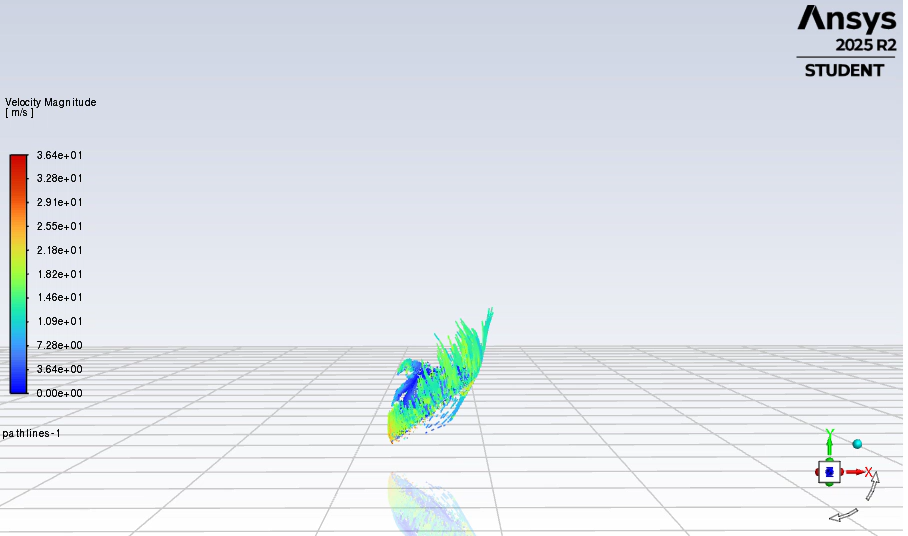 Ansys
2025 R2
STUDENT
Velocity Magnitude
[ m/s ]
3.64e+01
3.28e+01
2.91e+01
2.55e+01
2.18e+01
1.82e+01
1.46e+01
1.09e+01
7.28e+00
3.64e+00
0.00e+00
pathlines-1
Y
Z
X